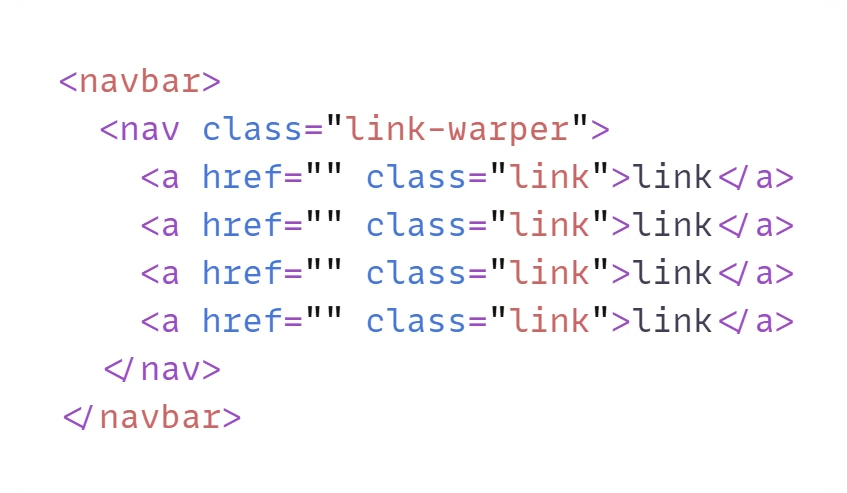 <navbar>
<nav class="link-warper">
<a href="" class="link">link</a>
<a href="" class="link">link</a>
<a href="" class="link">link</a>
<a href="" class="link">link</a>
</nav>
</navbar>